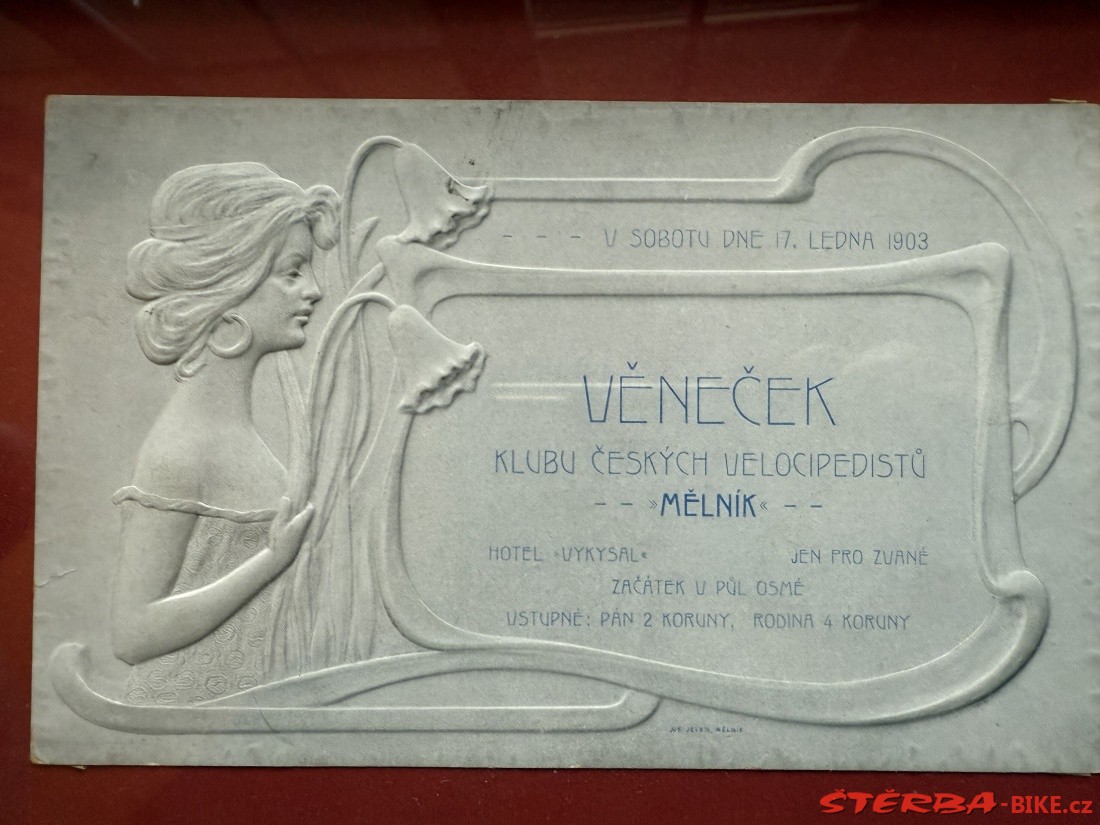 - - - V SOBOTU DNE 17. LEDNA 1903
VĚNEČEK
KLUBU ČESKÝCH VELOCIPEDISTŮ
- - »MĚLNÍK« - -
HOTEL »VYKYSAL« JEN PRO ZVANÉ
ZAČÁTEK V PŮL OSMÉ
VSTUPNÉ: PÁN 2 KORUNY, RODINA 4 KORUNY
MĚLNÍK
ŠTĚRBA-BIKE.cz